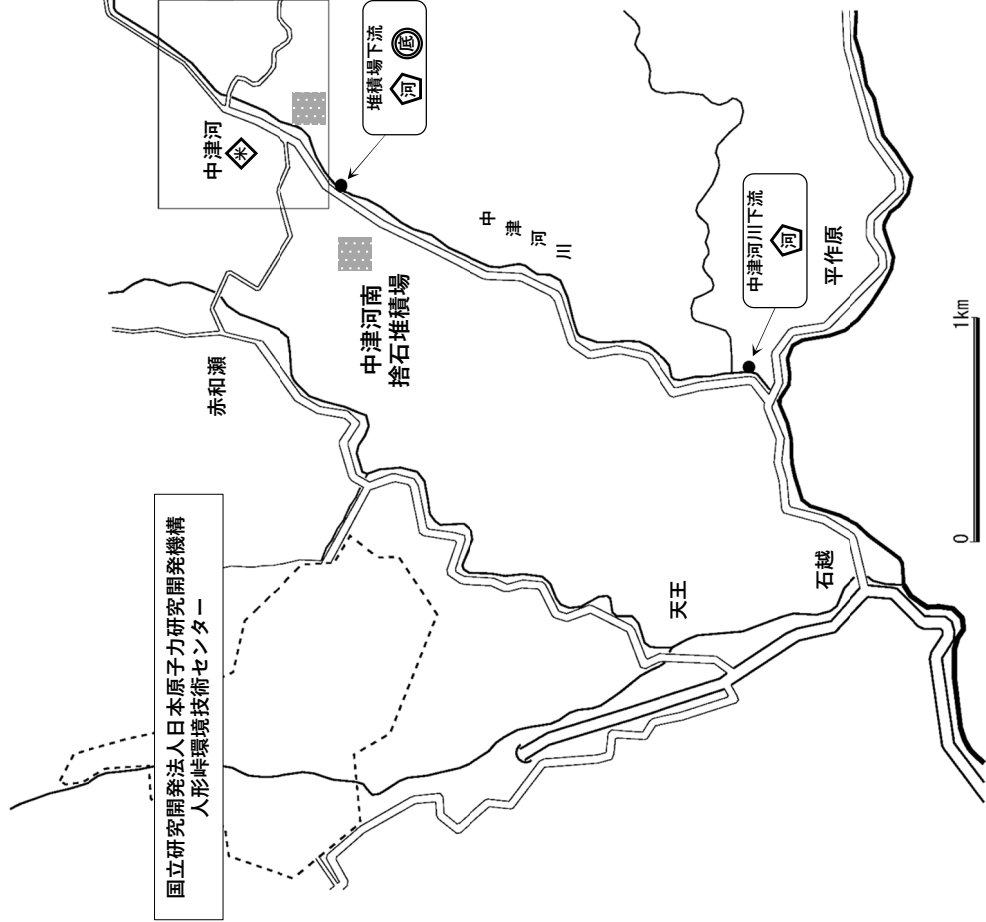 国立研究開発法人日本原子力研究開発機構
人形峠環境技術センター
赤和瀬
中津河
米
堆積場下流
河 底
中津河南
捨石堆積場
中津河川
天王
石越
中津河川下流
河
平作原
0 1km